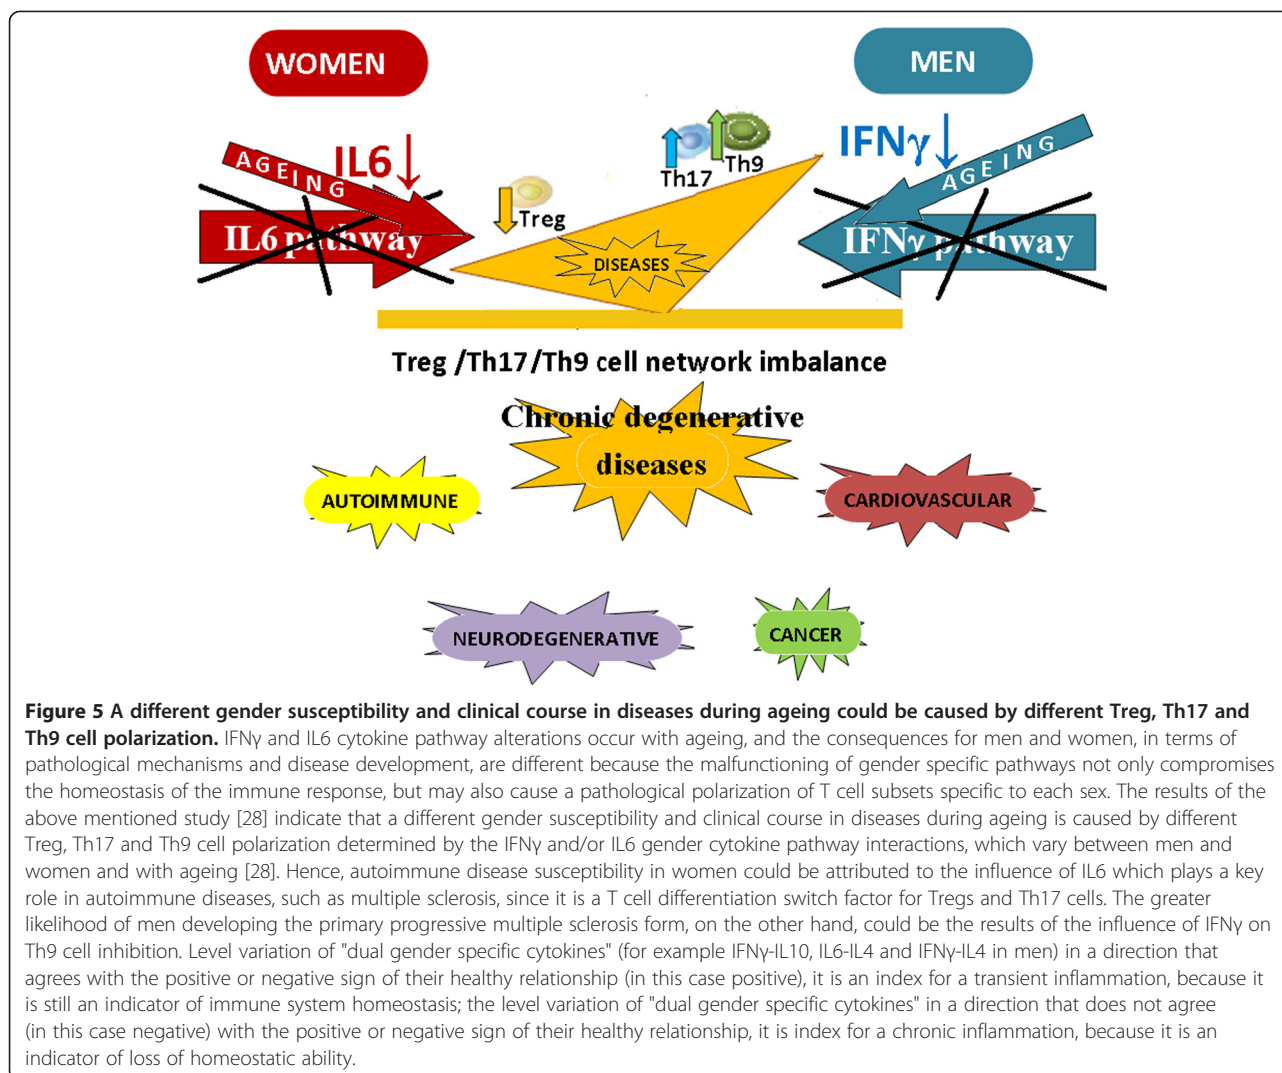 WOMEN
MEN
AGEING
IL6↓
IL6 pathway
Treg
Th17
Th9
DISEASES
IFNγ↓
AGEING
IFNγ pathway
Treg /Th17/Th9 cell network imbalance
Chronic degenerative
diseases
AUTOIMMUNE
CARDIOVASCULAR
NEURODEGENERATIVE
CANCER
Figure 5 A different gender susceptibility and clinical course in diseases during ageing could be caused by different Treg, Th17 and
Th9 cell polarization. IFNγ and IL6 cytokine pathway alterations occur with ageing, and the consequences for men and women, in terms of
pathological mechanisms and disease development, are different because the malfunctioning of gender specific pathways not only compromises
the homeostasis of the immune response, but may also cause a pathological polarization of T cell subsets specific to each sex. The results of the
above mentioned study [28] indicate that a different gender susceptibility and clinical course in diseases during ageing is caused by different
Treg, Th17 and Th9 cell polarization determined by the IFNγ and/or IL6 gender cytokine pathway interactions, which vary between men and
women and with ageing [28]. Hence, autoimmune disease susceptibility in women could be attributed to the influence of IL6 which plays a key
role in autoimmune diseases, such as multiple sclerosis, since it is a T cell differentiation switch factor for Tregs and Th17 cells. The greater
likelihood of men developing the primary progressive multiple sclerosis form, on the other hand, could be the results of the influence of IFNγ on
Th9 cell inhibition. Level variation of "dual gender specific cytokines" (for example IFNγ-IL10, IL6-IL4 and IFNγ-IL4 in men) in a direction that
agrees with the positive or negative sign of their healthy relationship (in this case positive), it is an index for a transient inflammation, because it
is still an indicator of immune system homeostasis; the level variation of "dual gender specific cytokines" in a direction that does not agree
(in this case negative) with the positive or negative sign of their healthy relationship, it is index for a chronic inflammation, because it is an
indicator of loss of homeostatic ability.